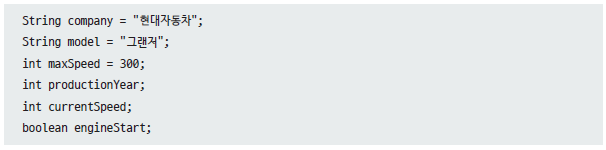 String company = "현대자동차";
String model = "그랜져";
int maxSpeed = 300;
int productionYear;
int currentSpeed;
boolean engineStart;